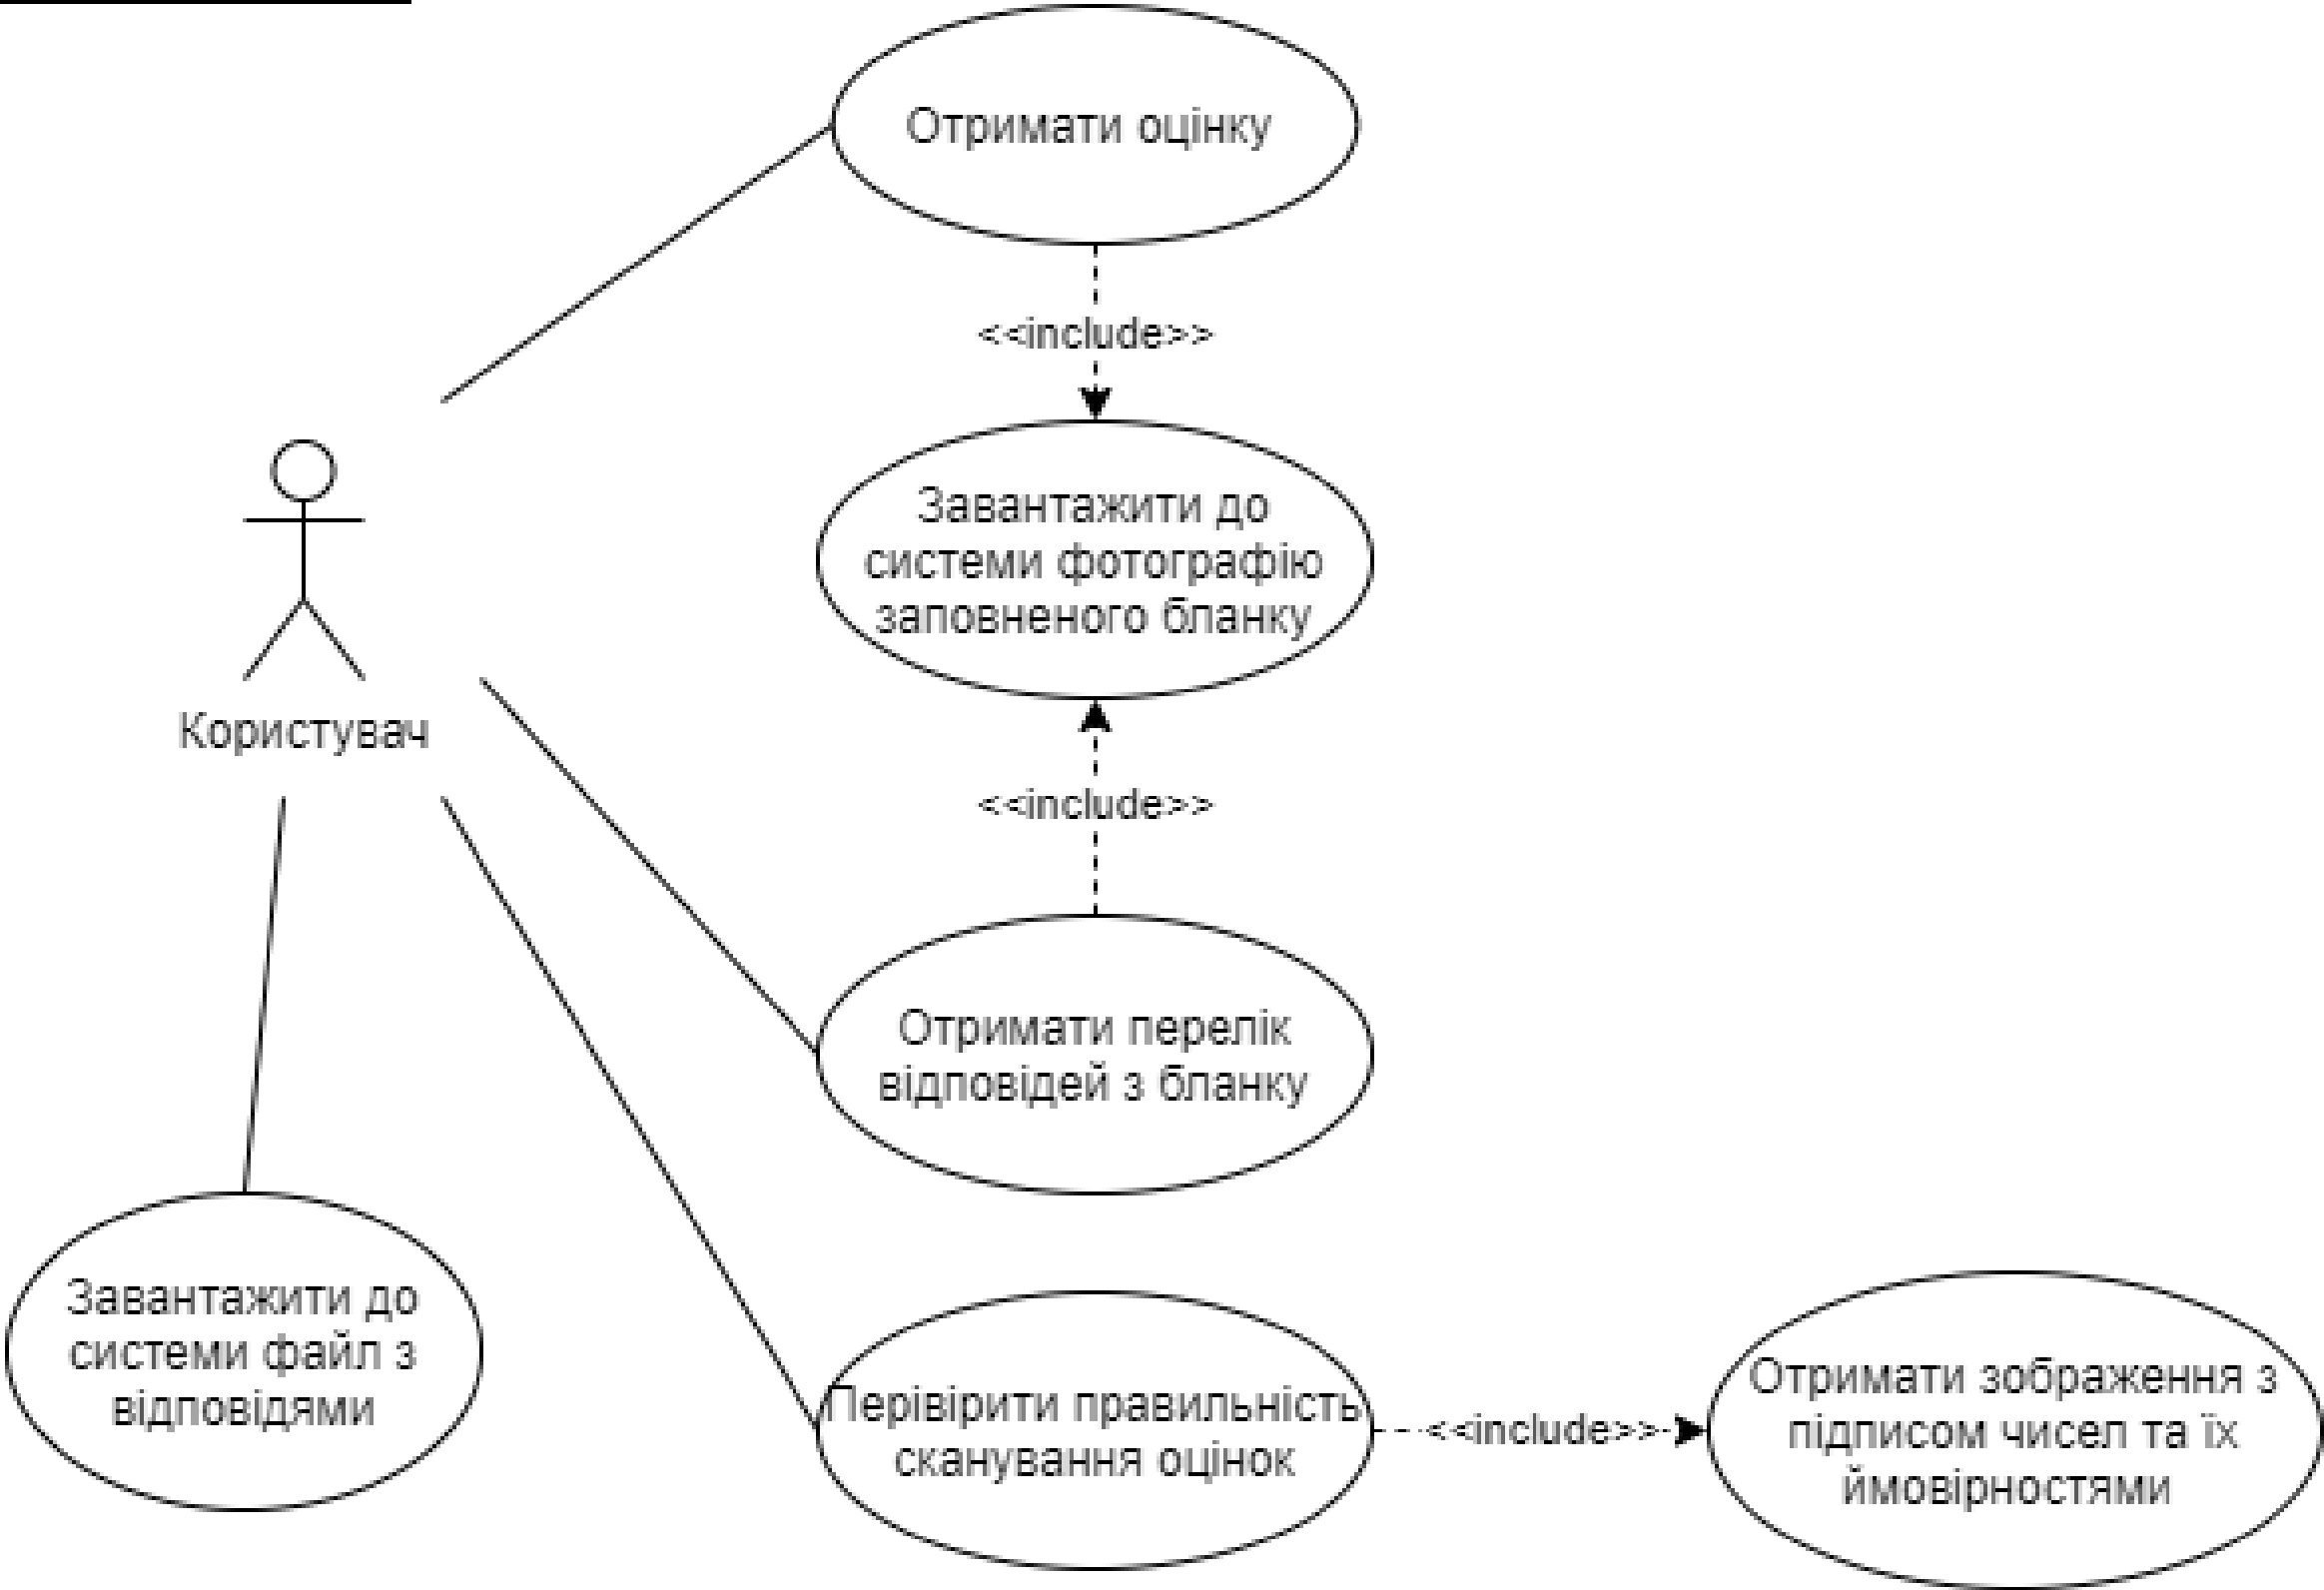 Отримати оцінку
<<include>>
Завантажити до
системи фотографію
заповненого бланку
Користувач
<<include>>
Отримати перелік
відповідей з бланку
Завантажити до
системи файл з
відповідями
Перівірити правильність
сканування оцінок
<<include>>
Отримати зображення з
підписом чисел та їх
ймовірностями